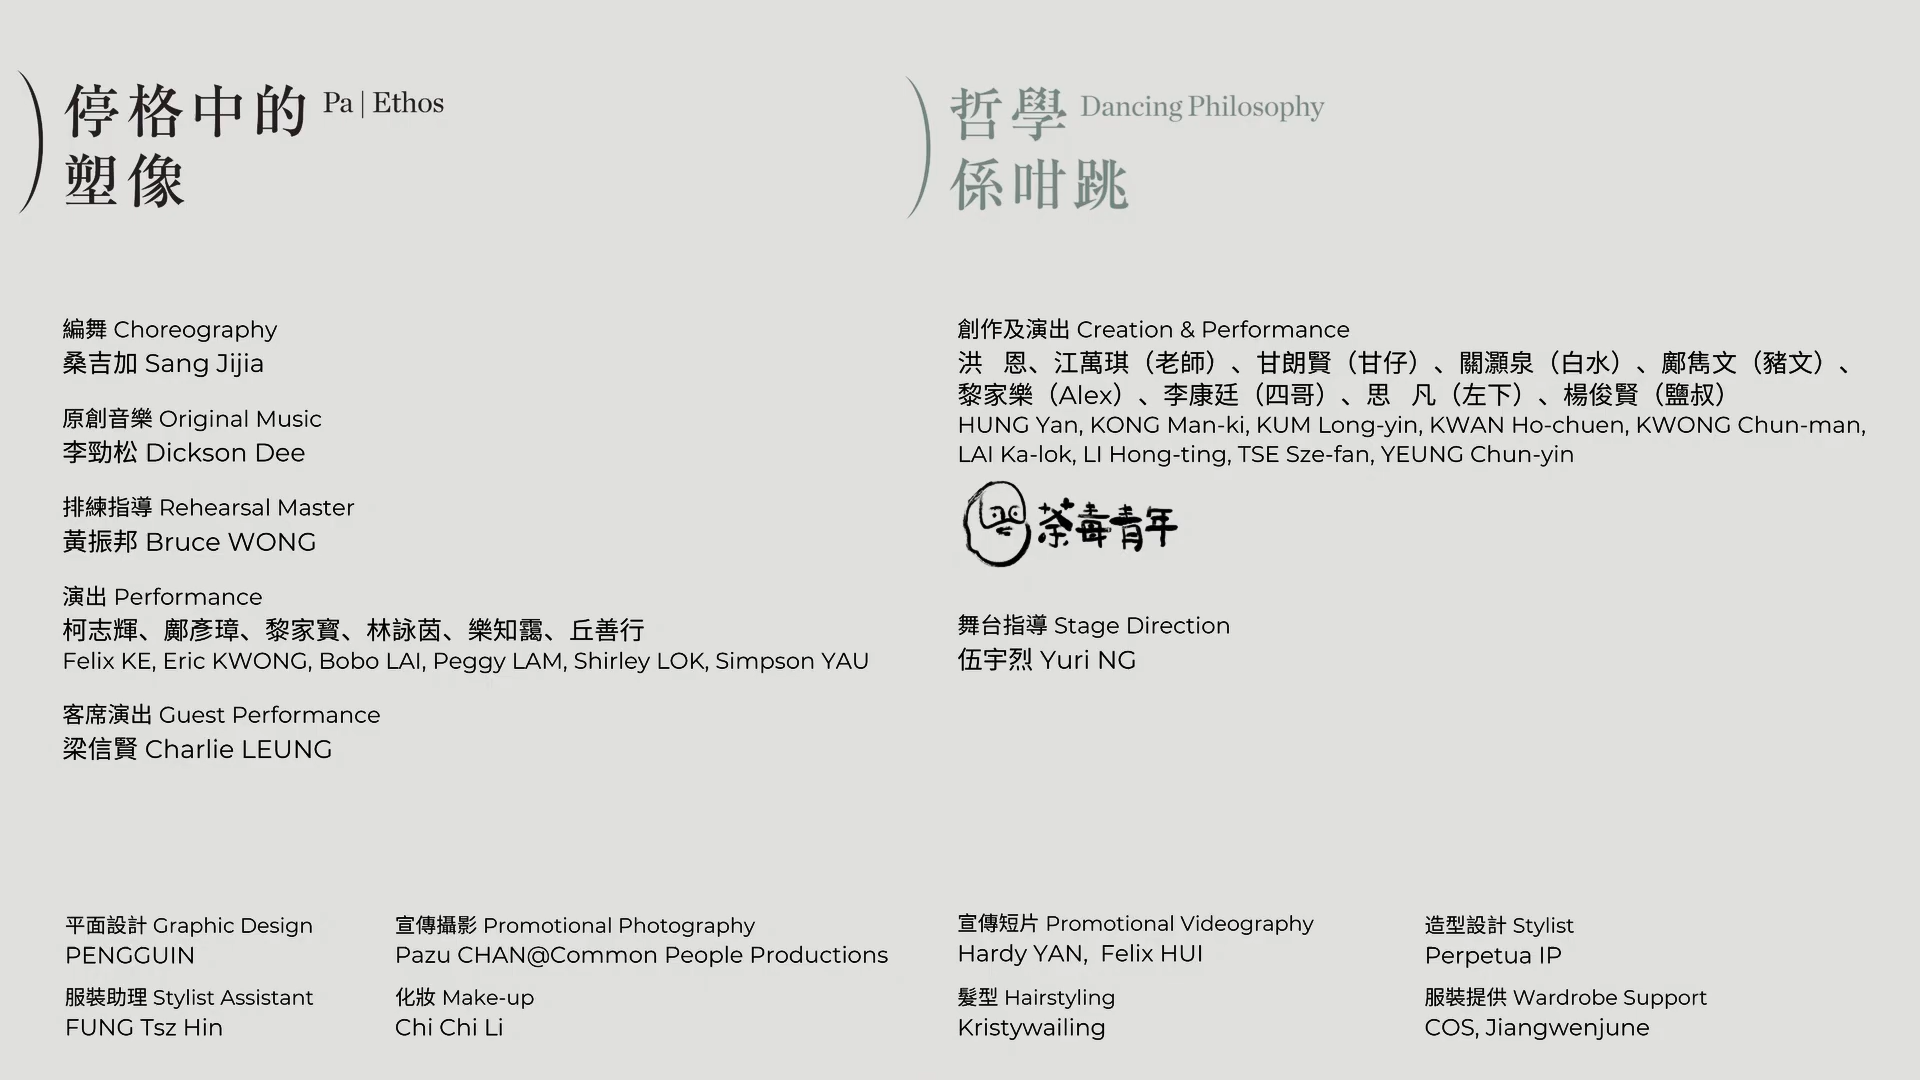 停格中的 Pa | Ethos
塑像
編舞 Choreography
桑吉加 Sang Jijia
原創音樂 Original Music
李勁松 Dickson Dee
排練指導 Rehearsal Master
黃振邦 Bruce WONG
演出 Performance
柯志輝、鄺彥璋、黎家寳、林詠茵、樂知靄、丘善行
Felix KE, Eric KWONG, Bobo LAI, Peggy LAM, Shirley LOK, Simpson YAU
客席演出 Guest Performance
梁信賢 Charlie LEUNG
哲學 Dancing Philosophy
係咁跳
創作及演出 Creation & Performance
洪　恩、江萬琪（老師）、甘朗賢（甘仔）、關灝泉（白水）、鄺雋文（豬文）、
黎家樂（Alex）、李康廷（四哥）、思　凡（左下）、楊俊賢（鹽叔）
HUNG Yan, KONG Man-ki, KUM Long-yin, KWAN Ho-chuen, KWONG Chun-man,
LAI Ka-lok, LI Hong-ting, TSE Sze-fan, YEUNG Chun-yin
荼毒青年
舞台指導 Stage Direction
伍宇烈 Yuri NG
平面設計 Graphic Design
PENGGUIN
宣傳攝影 Promotional Photography
Pazu CHAN@Common People Productions
宣傳短片 Promotional Videography
Hardy YAN,  Felix HUI
造型設計 Stylist
Perpetua IP
服裝助理 Stylist Assistant
FUNG Tsz Hin
化妝 Make-up
Chi Chi Li
髮型 Hairstyling
Kristywailing
服裝提供 Wardrobe Support
COS, Jiangwenjune